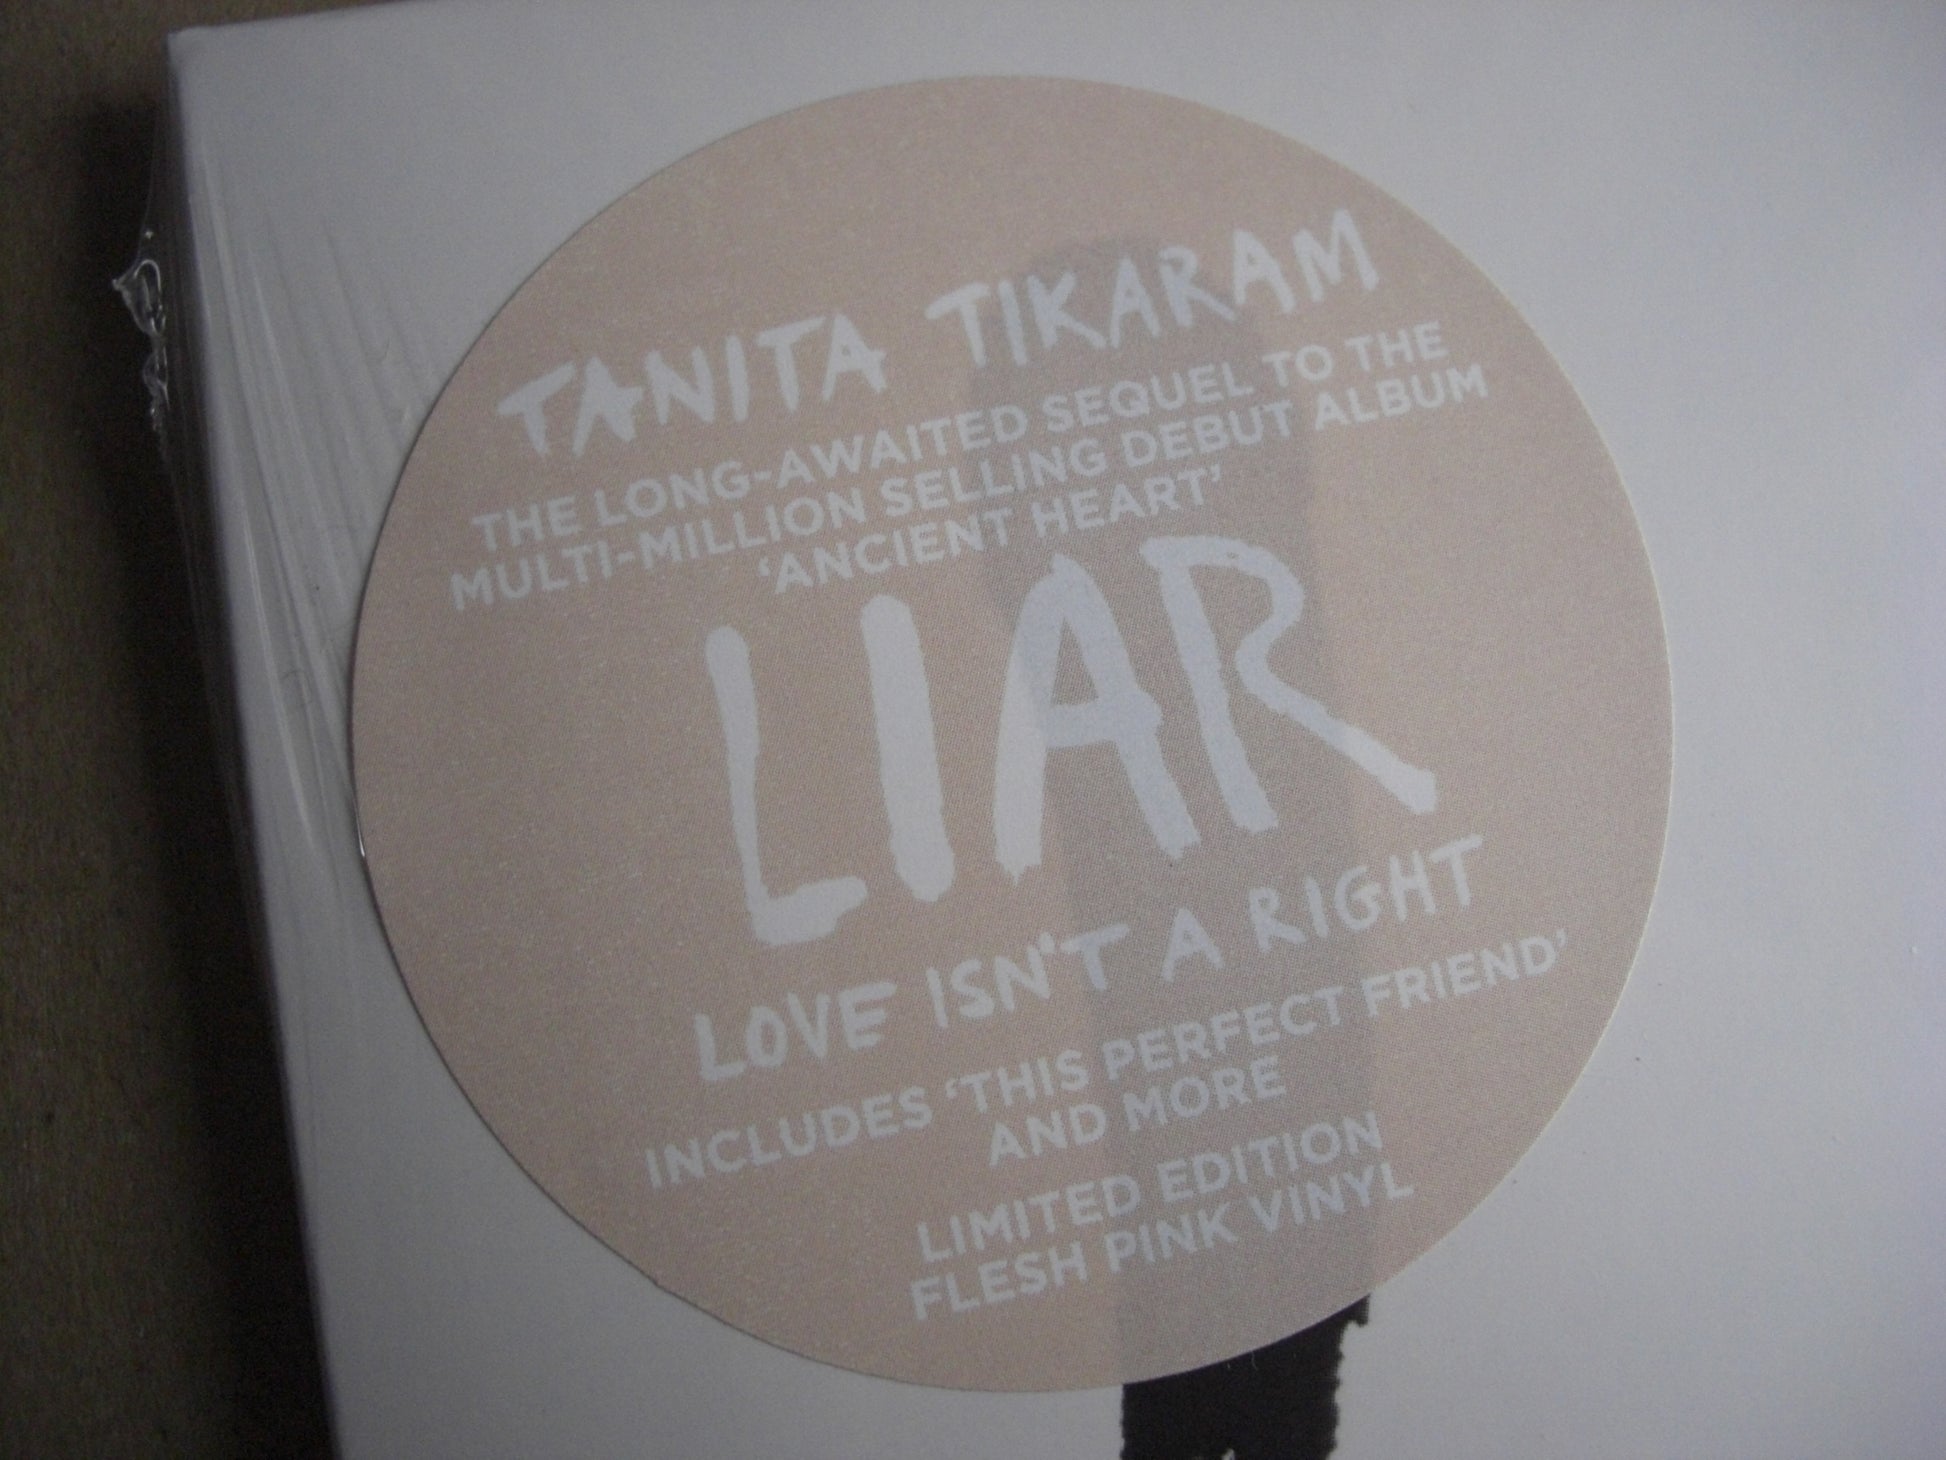 TANITA TIKARAM
THE LONG-AWAITED SEQUEL TO THE
MULTI-MILLION SELLING DEBUT ALBUM
‘ANCIENT HEART’
LIAR
LOVE ISN'T A RIGHT
INCLUDES ‘THIS PERFECT FRIEND’
AND MORE
LIMITED EDITION
FLESH PINK VINYL